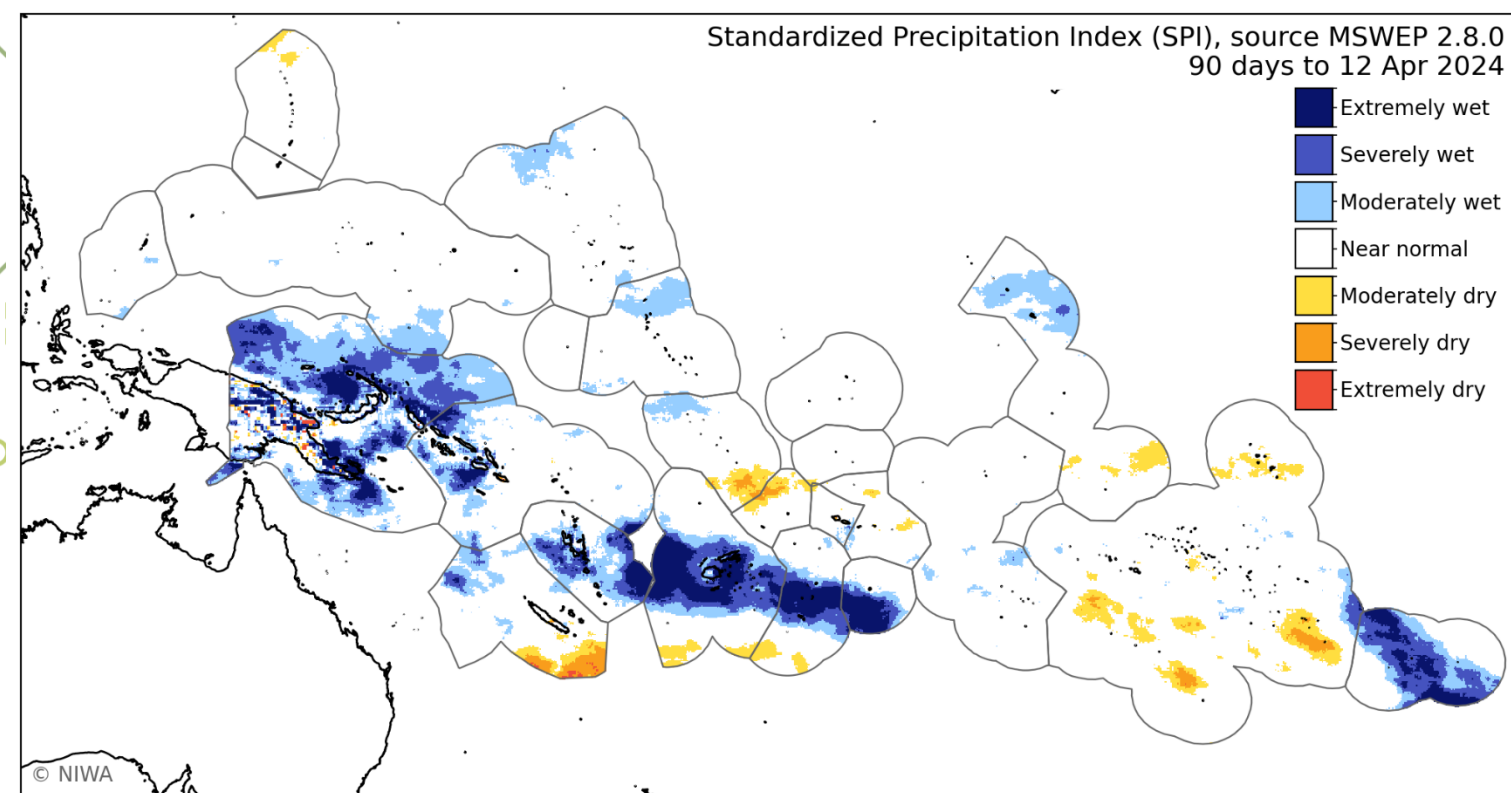 Standardized Precipitation Index (SPI), source MSWEP 2.8.0
90 days to 12 Apr 2024
Extremely wet
Severely wet
Moderately wet
Near normal
Moderately dry
Severely dry
Extremely dry
© NIWA